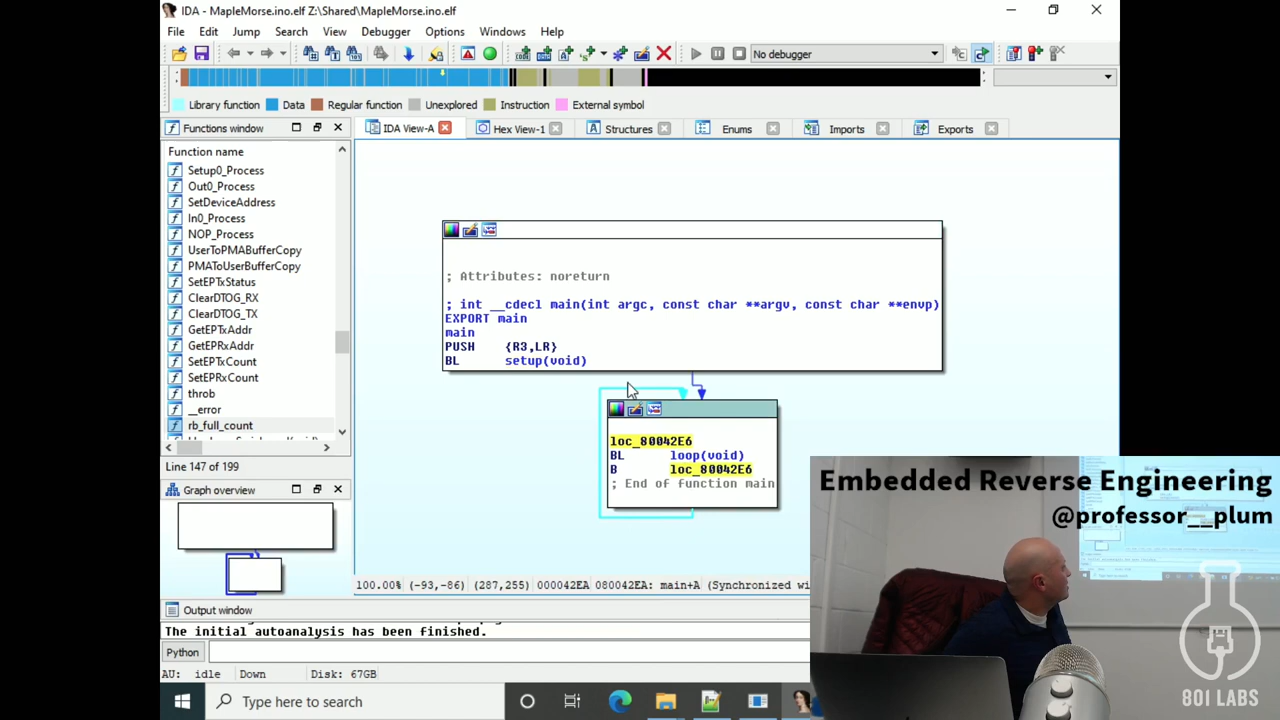 IDA - MapleMorse.ino.elf Z:\Shared\MapleMorse.ino.elf
File Edit Jump Search View Debugger Options Windows Help
No debugger
Library function Data Regular function Unexplored Instruction External symbol
Functions window
IDA View-A Hex View-1 Structures Enums Imports Exports
Function name
Setup0_Process
Out0_Process
SetDeviceAddress
In0_Process
NOP_Process
UserToPMABufferCopy
PMAToUserBufferCopy
SetEPTxStatus
ClearDTOG_RX
ClearDTOG_TX
GetEPTxAddr
GetEPRxAddr
SetEPTxCount
SetEPRxCount
throb
__error
rb_full_count
Line 147 of 199
Graph overview
; Attributes: noreturn
; int __cdecl main(int argc, const char **argv, const char **envp)
EXPORT main
main
PUSH {R3,LR}
BL setup(void)
loc_80042E6
BL loop(void)
B loc_80042E6
; End of function main
100.00% (-93,-86) (287,255) 000042EA 080042EA: main+A (Synchronized wi
Output window
The initial autoanalysis has been finished.
Python
AU: idle Down Disk: 67GB
Type here to search
Embedded Reverse Engineering
@professor__plum
801 LABS